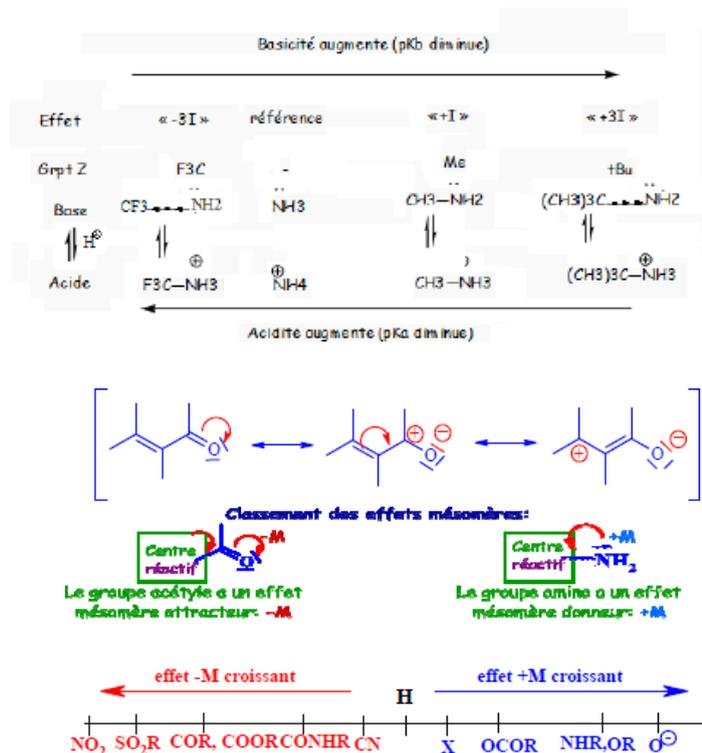 Basicité augmente (pKb diminue)
Effet « -3I » référence «+I» «+3I »
Grpt Z F3C - Me tBu
Base CF3 NH2 NH3 CH3—NH2 (CH3)3C NH2
H⊕
⊕ ⊕ ⊕
Acide F3C—NH3 NH4 CH3—NH3 (CH3)3C—NH3
Acidité augmente (pKa diminue)
O ⊕ O ⊖ ⊕ O ⊖
Classement des effets mésomères:
Centre réactif O -M
Centre réactif NH2 +M
Le groupe acétyle a un effet
mésomère attracteur: -M
Le groupe amino a un effet
mésomère donneur: +M
effet -M croissant H effet +M croissant
NO2 SO2R COR, COOR CONHR CN X OCOR NHR,OR O⊖